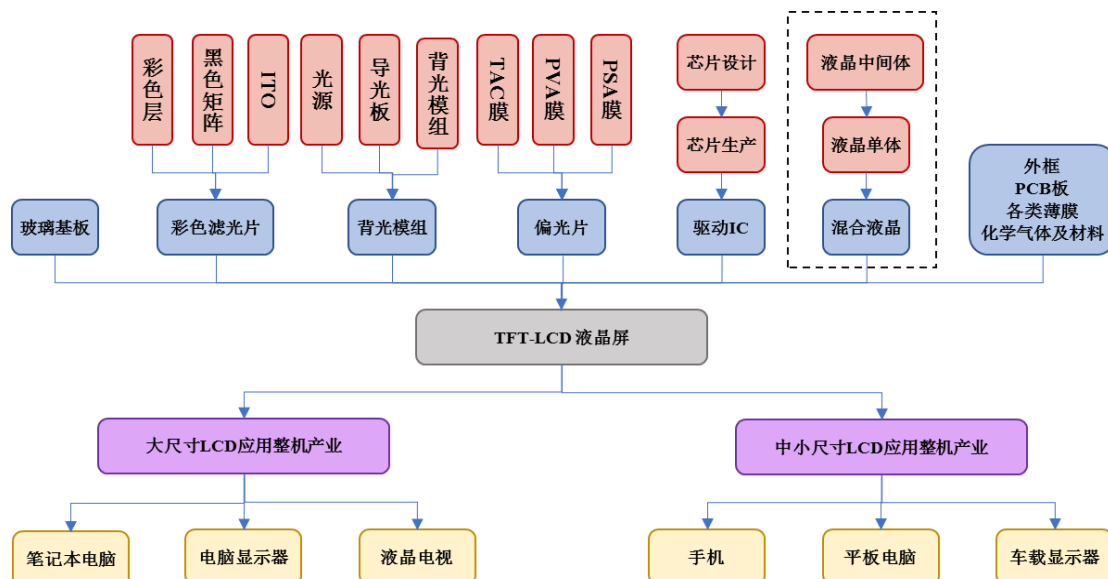 彩色层
黑色矩阵
ITO
光源
导光板
背光模组
TAC膜
PVA膜
PSA膜
芯片设计
液晶中间体
芯片生产
液晶单体
玻璃基板
彩色滤光片
背光模组
偏光片
驱动IC
混合液晶
外框
PCB板
各类薄膜
化学气体及材料
TFT-LCD 液晶屏
大尺寸LCD应用整机产业
中小尺寸LCD应用整机产业
笔记本电脑
电脑显示器
液晶电视
手机
平板电脑
车载显示器